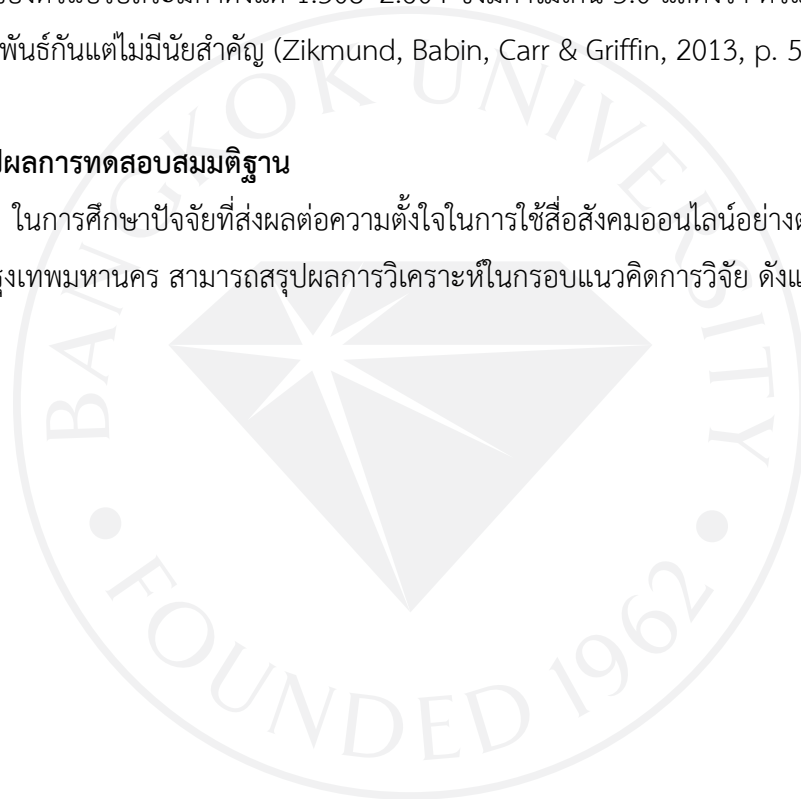 พันธ์กันแต่ไม่มีนัยสำคัญ (Zikmund, Babin, Carr & Griffin, 2013, p. 5
ปผลการทดสอบสมมติฐาน
ในการศึกษาปัจจัยที่ส่งผลต่อความตั้งใจในการใช้สื่อสังคมออนไลน์อย่างต
รุงเทพมหานคร สามารถสรุปผลการวิเคราะห์ในกรอบแนวคิดการวิจัย ดังแ
BANGKOK UNIVERSITY
FOUNDED 1962